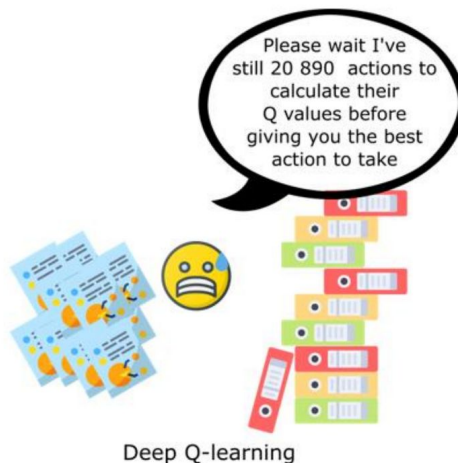 Please wait I've
still 20 890 actions to
calculate their
Q values before
giving you the best
action to take
Deep Q-learning